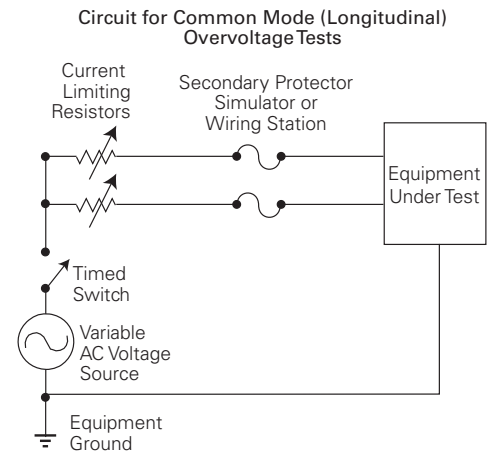 Circuit for Common Mode (Longitudinal)
Overvoltage Tests
Current
Limiting
Resistors
Secondary Protector
Simulator or
Wiring Station
Equipment
Under Test
Timed
Switch
Variable
AC Voltage
Source
Equipment
Ground